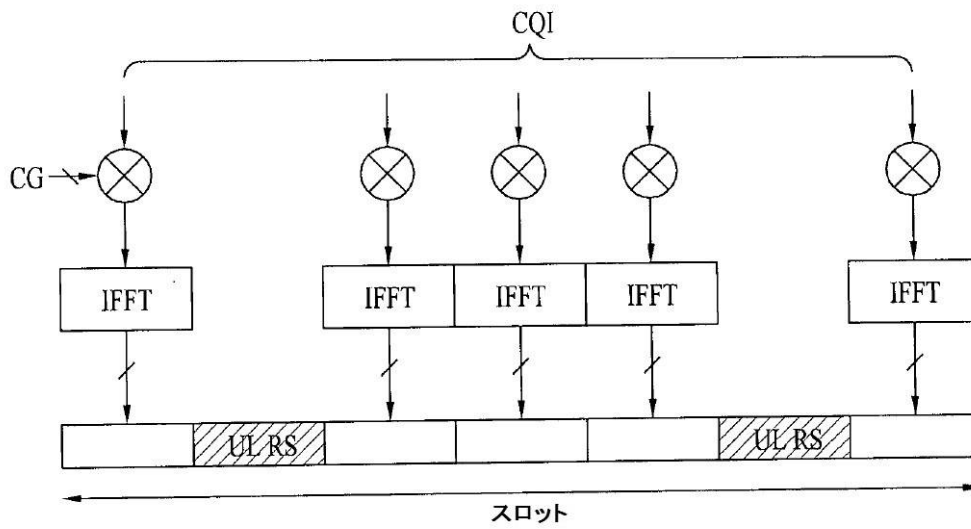 CQI
CG
IFFT
IFFT
IFFT
IFFT
IFFT
UL RS
UL RS
スロット